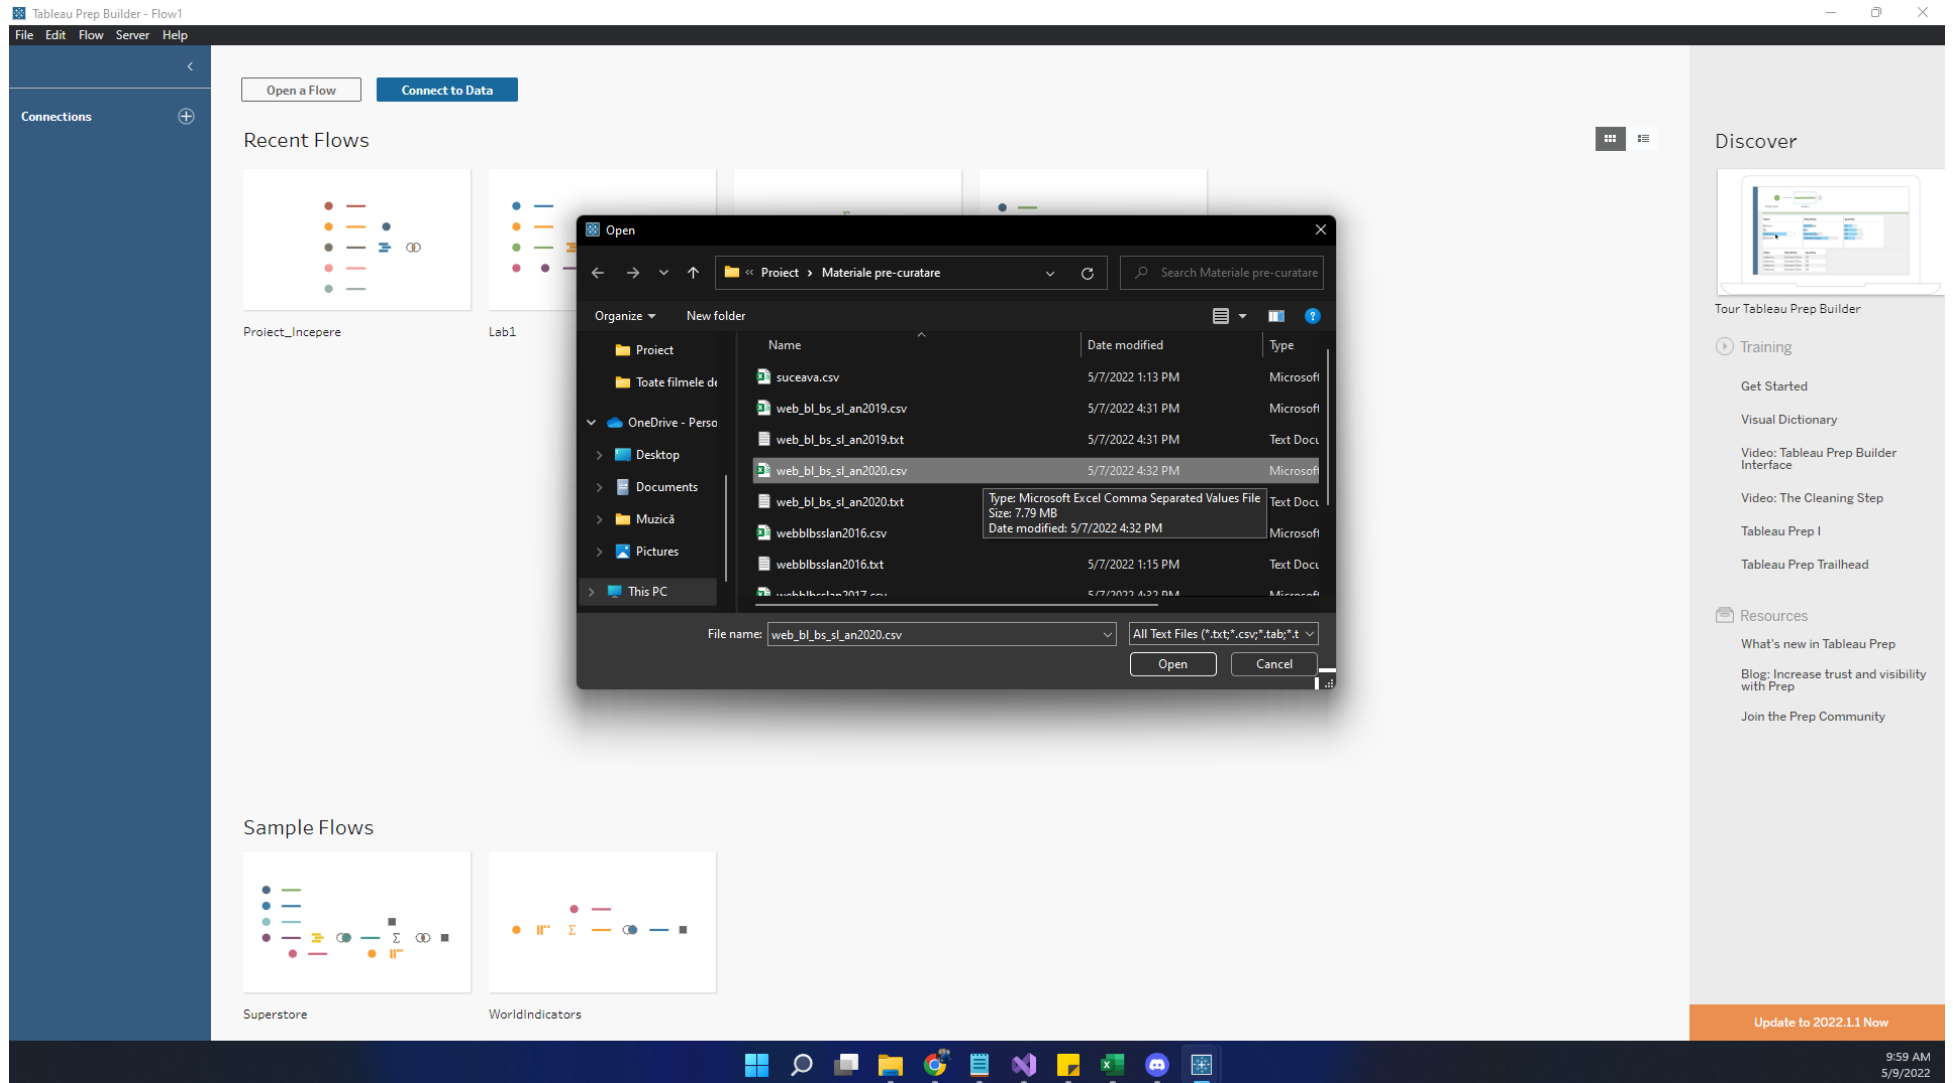 Tableau Prep Builder - Flow1
File Edit Flow Server Help
Connections
Open a Flow
Connect to Data
Recent Flows
Proiect_Incepere
Lab1
Open
« Proiect › Materiale pre-curatare
Search Materiale pre-curatare
Organize
New folder
Proiect
Toate filmele de
OneDrive - Perso
Desktop
Documents
Muzică
Pictures
This PC
Name Date modified Type
suceava.csv 5/7/2022 1:13 PM Microsoft
web_bl_bs_sl_an2019.csv 5/7/2022 4:31 PM Microsoft
web_bl_bs_sl_an2019.txt 5/7/2022 4:31 PM Text Docu
web_bl_bs_sl_an2020.csv 5/7/2022 4:32 PM Microsoft
web_bl_bs_sl_an2020.txt Text Docu
webblbsslan2016.csv Microsoft
webblbsslan2016.txt 5/7/2022 1:15 PM Text Docu
webblbsslan2017.csv 5/7/2022 4:32 PM Microsoft
Type: Microsoft Excel Comma Separated Values File
Size: 7.79 MB
Date modified: 5/7/2022 4:32 PM
File name: web_bl_bs_sl_an2020.csv
All Text Files (*.txt;*.csv;*.tab;*.t
Open
Cancel
Sample Flows
Superstore
WorldIndicators
Discover
Tour Tableau Prep Builder
Training
Get Started
Visual Dictionary
Video: Tableau Prep Builder
Interface
Video: The Cleaning Step
Tableau Prep I
Tableau Prep Trailhead
Resources
What's new in Tableau Prep
Blog: Increase trust and visibility
with Prep
Join the Prep Community
Update to 2022.1.1 Now
9:59 AM
5/9/2022